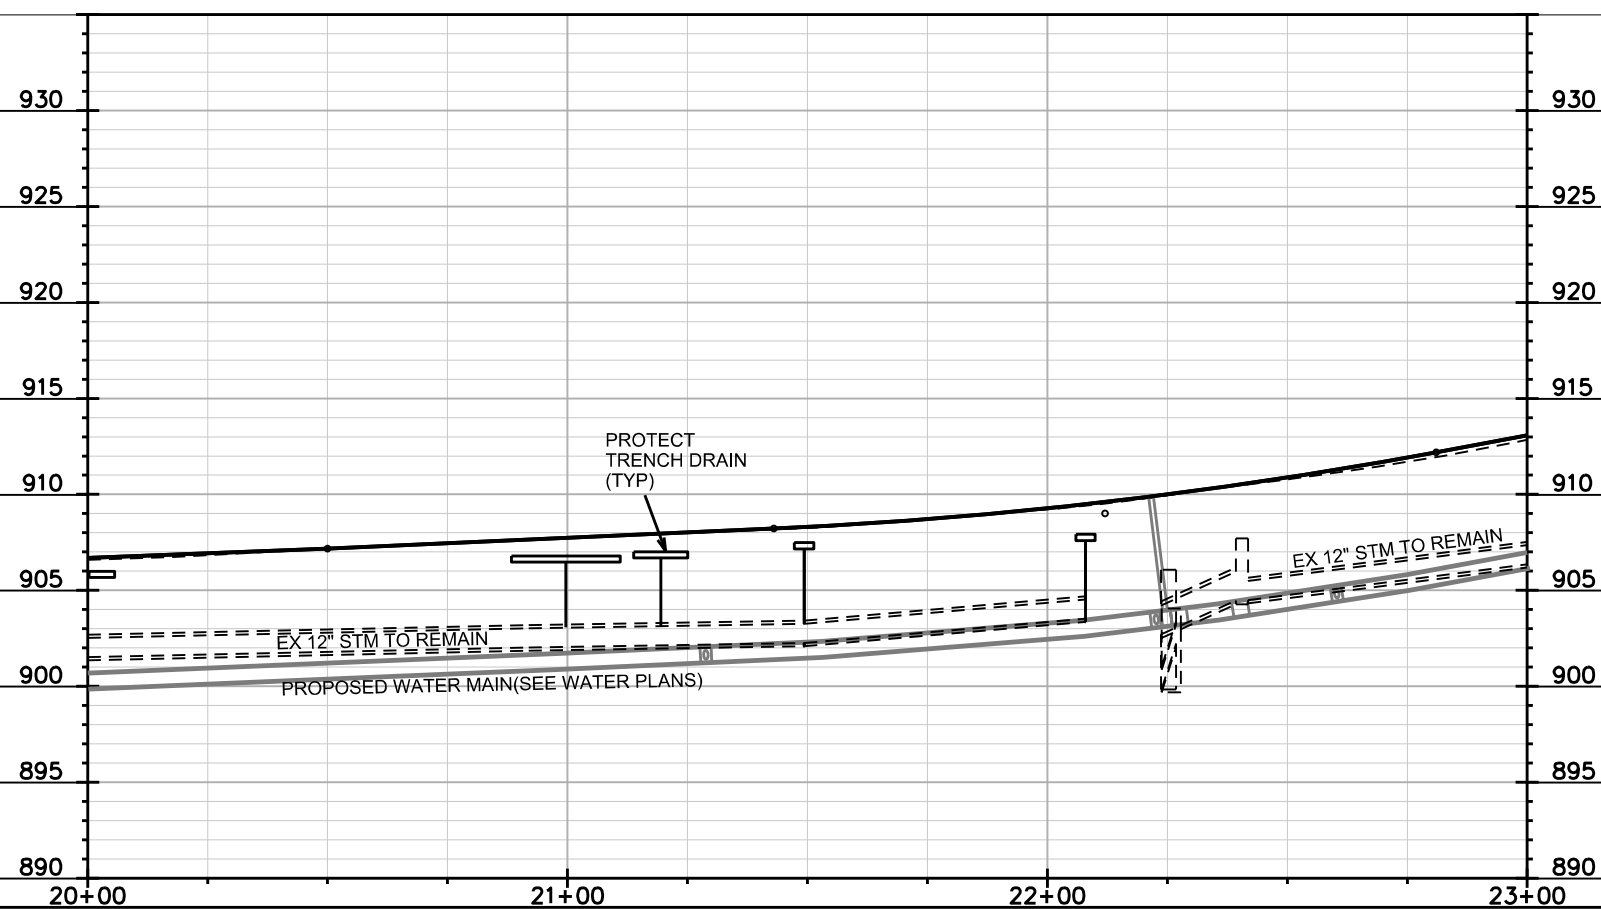 930 930
925 925
920 920
915 915
PROTECT
TRENCH DRAIN
(TYP)
910 910
EX 12" STM TO REMAIN
905 905
EX 12" STM TO REMAIN
900 900
PROPOSED WATER MAIN(SEE WATER PLANS)
895 895
890 890
20+00 21+00 22+00 23+00